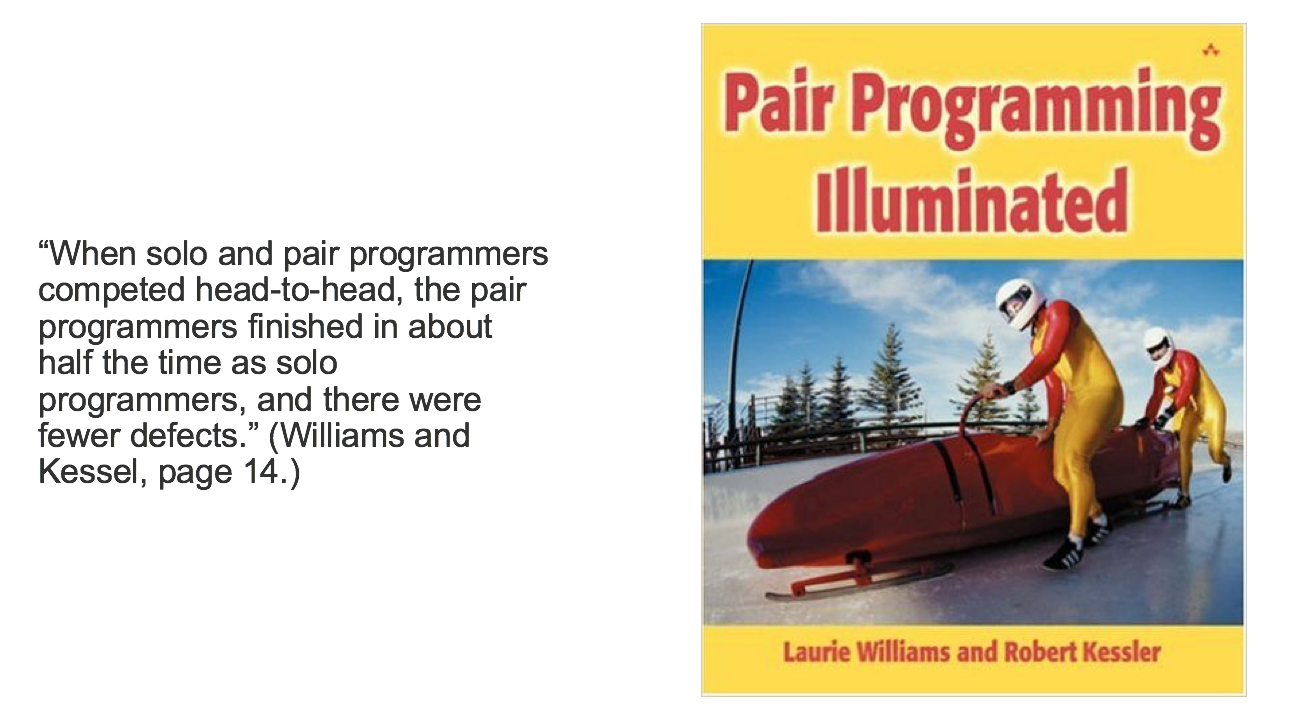 “When solo and pair programmers
competed head-to-head, the pair
programmers finished in about
half the time as solo
programmers, and there were
fewer defects.” (Williams and
Kessel, page 14.)
Pair Programming
Illuminated
Laurie Williams and Robert Kessler